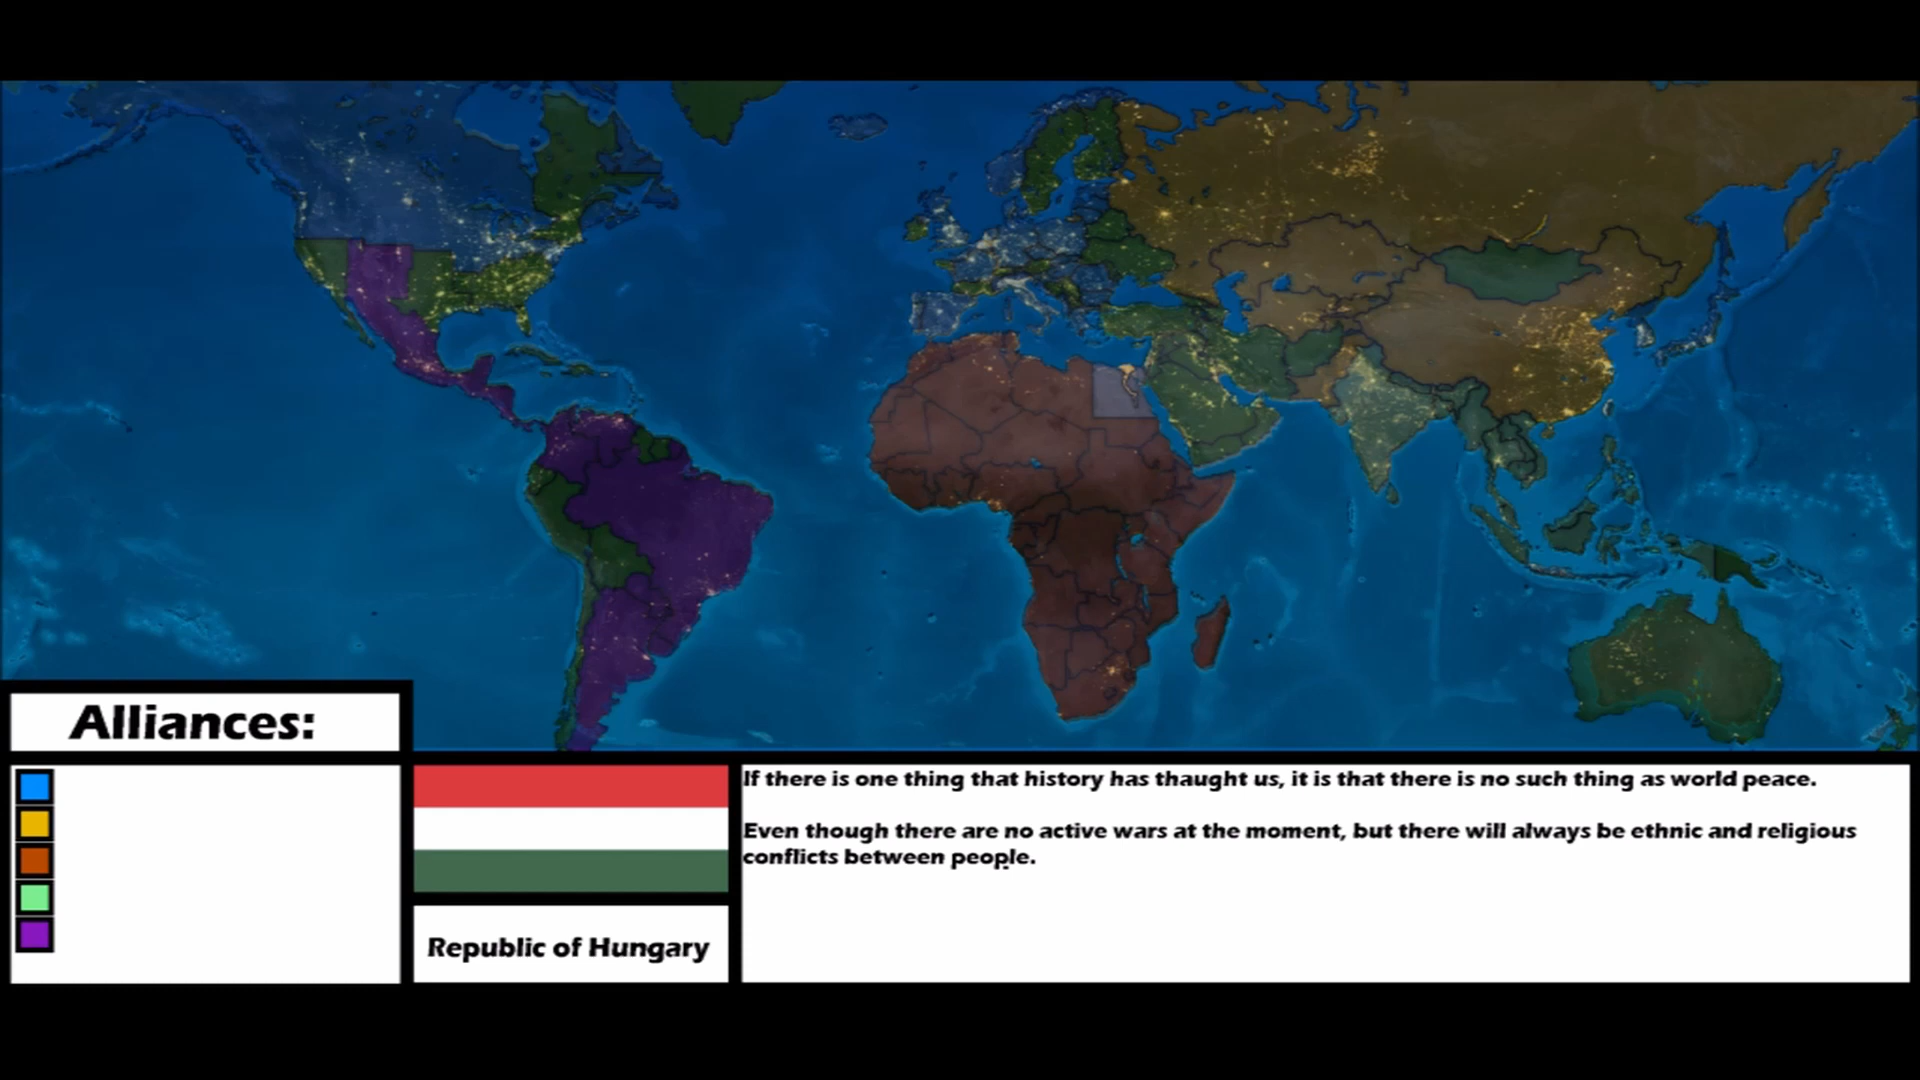 Alliances:
If there is one thing that history has thaught us, it is that there is no such thing as world peace.
Even though there are no active wars at the moment, but there will always be ethnic and religious
conflicts between people.
Republic of Hungary